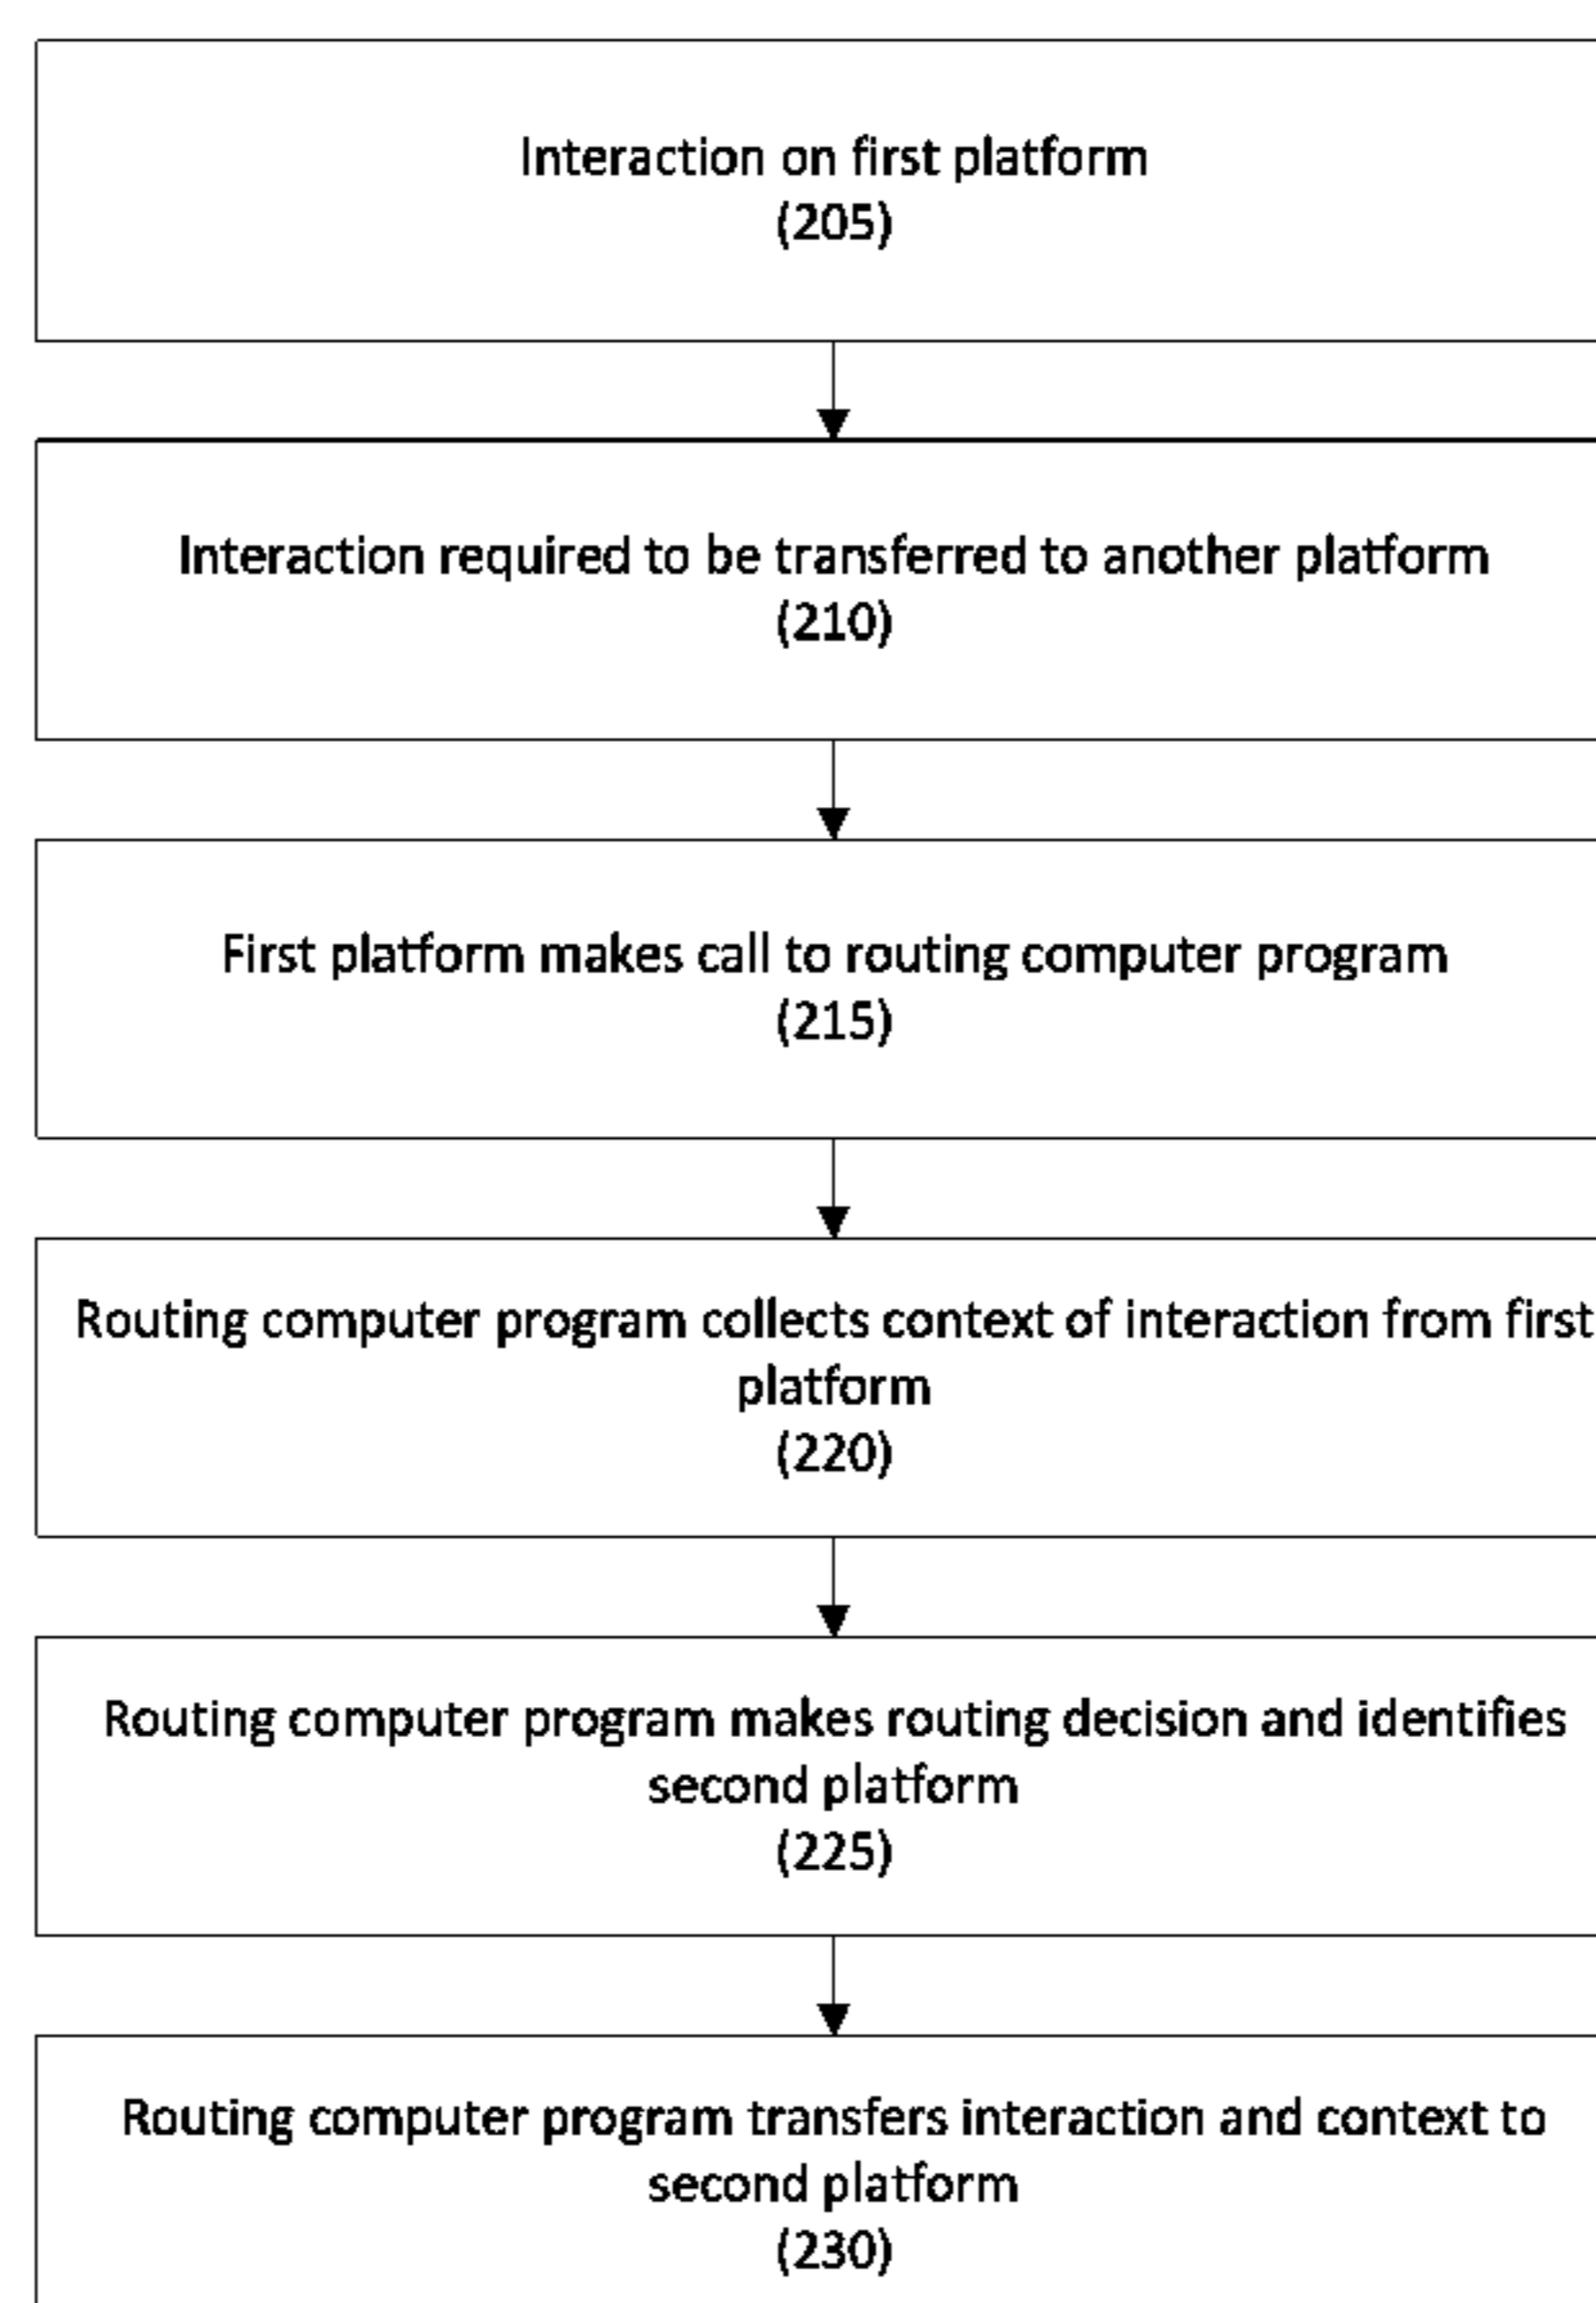 Interaction on first platform
(205)
Interaction required to be transferred to another platform
(210)
First platform makes call to routing computer program
(215)
Routing computer program collects context of interaction from first
platform
(220)
Routing computer program makes routing decision and identifies
second platform
(225)
Routing computer program transfers interaction and context to
second platform
(230)